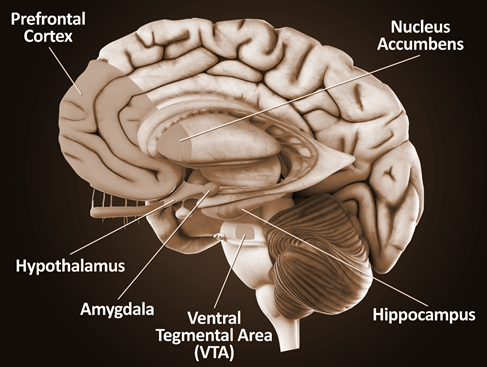 Prefrontal
Cortex
Nucleus
Accumbens
Hypothalamus
Amygdala
Ventral
Tegmental Area
(VTA)
Hippocampus